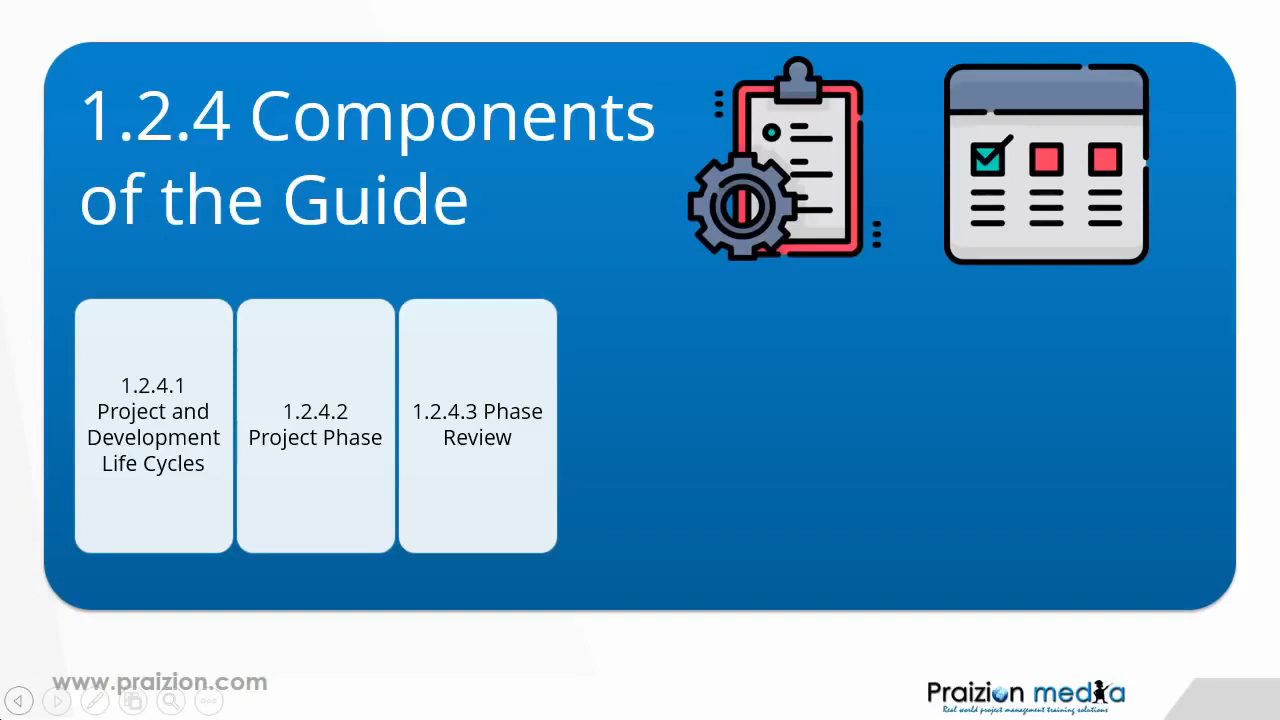 1.2.4 Components
of the Guide
1.2.4.1
Project and
Development
Life Cycles
1.2.4.2
Project Phase
1.2.4.3 Phase
Review
www.praizion.com
Praizion media
Real world project management training solutions